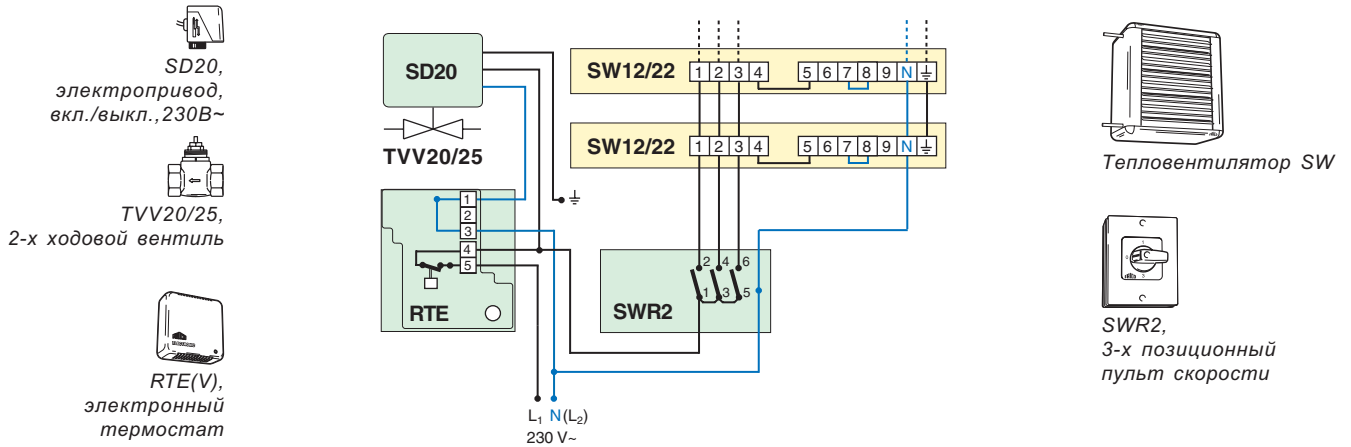 SD20,
электропривод,
вкл./выкл.,230В~
TVV20/25,
2-х ходовой вентиль
RTE(V),
электронный
термостат
SD20
TVV20/25
1
2
3
4
5
RTE
L1 N(L2)
230 V~
SW12/22 1 2 3 4 5 6 7 8 9 N
SW12/22 1 2 3 4 5 6 7 8 9 N
2 4 6
1 3 5
SWR2
Тепловентилятор SW
SWR2,
3-х позиционный
пульт скорости